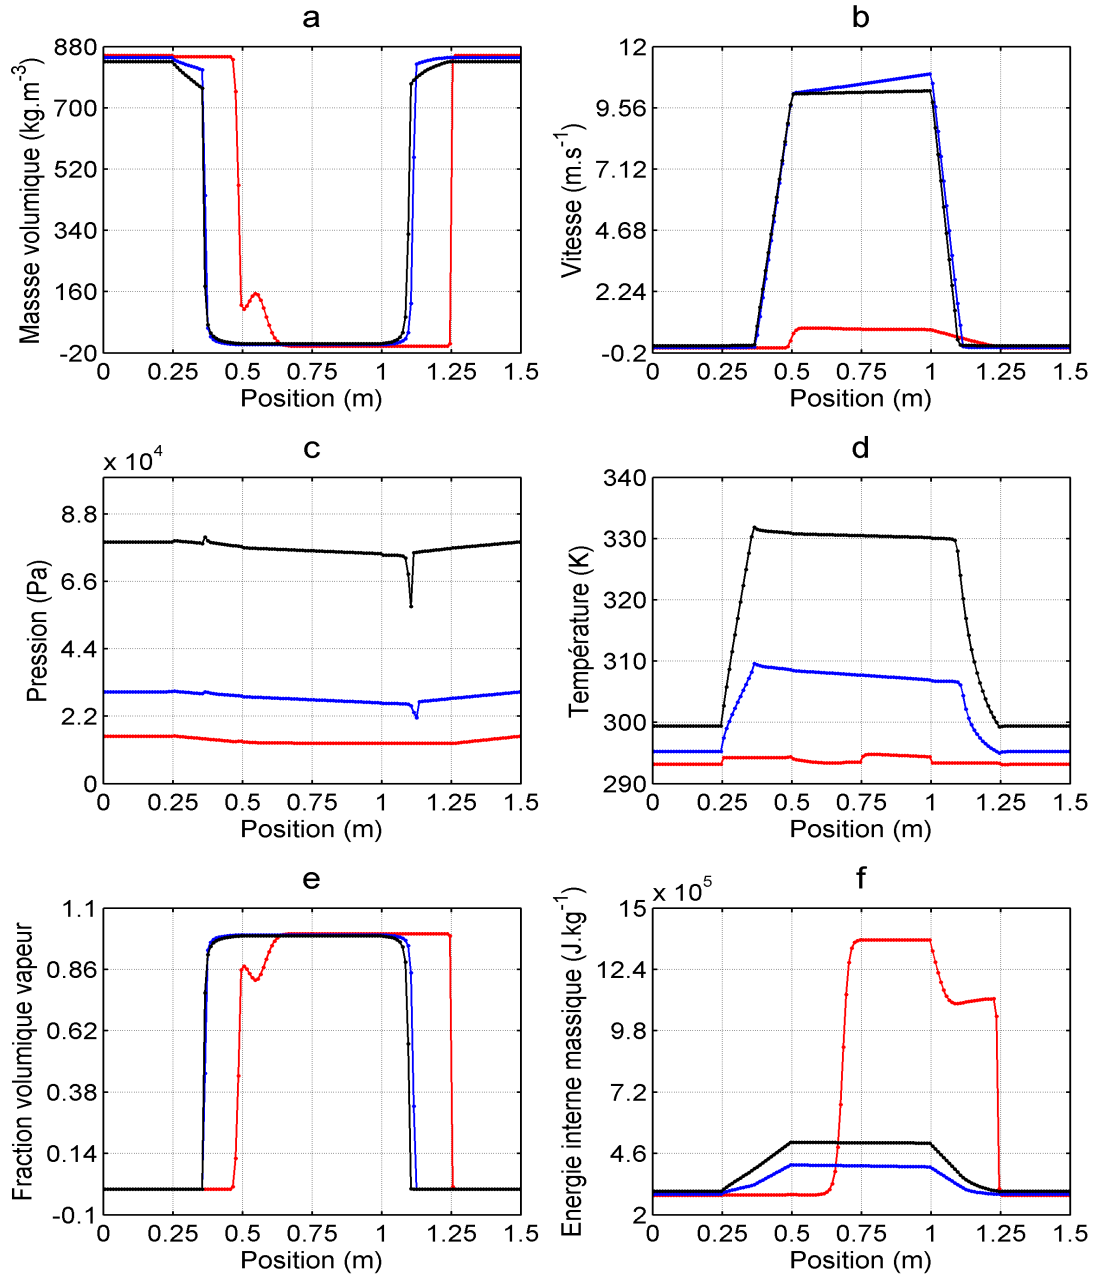 a
880
700
520
340
160
-20
0 0.25 0.5 0.75 1 1.25 1.5
Position (m)
Masssse volumique (kg.m-3)
b
12
9.56
7.12
4.68
2.24
-0.2
0 0.25 0.5 0.75 1 1.25 1.5
Position (m)
Vitesse (m.s-1)
c
x 10^4
8.8
6.6
4.4
2.2
0
0 0.25 0.5 0.75 1 1.25 1.5
Position (m)
Pression (Pa)
d
340
330
320
310
300
290
0 0.25 0.5 0.75 1 1.25 1.5
Position (m)
Température (K)
e
1.1
0.86
0.62
0.38
0.14
-0.1
0 0.25 0.5 0.75 1 1.25 1.5
Position (m)
Fraction volumique vapeur
f
x 10^5
15
12.4
9.8
7.2
4.6
2
0 0.25 0.5 0.75 1 1.25 1.5
Position (m)
Energie interne massique (J.kg-1)